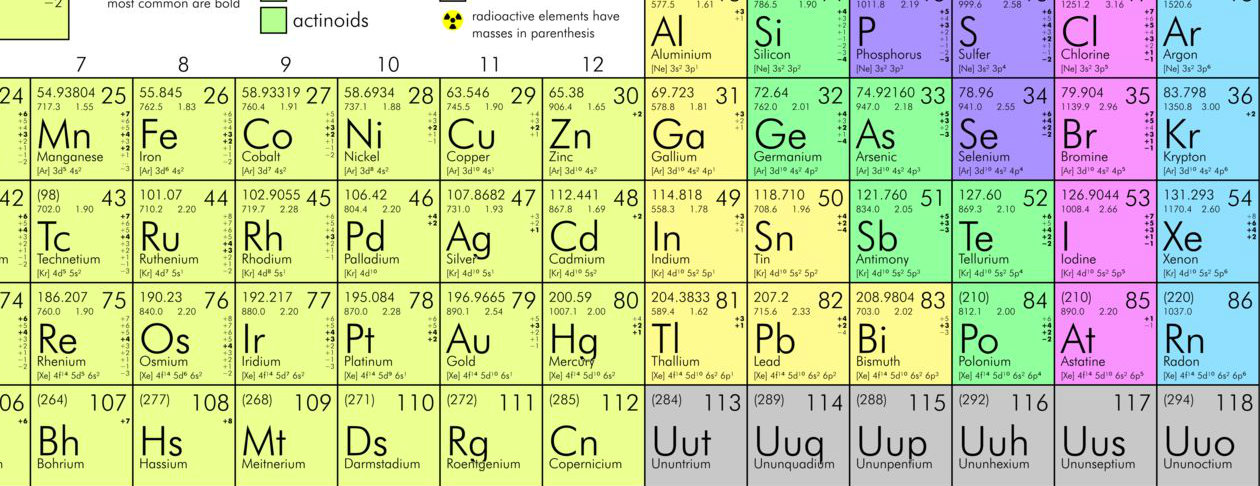 −2
most common are bold
actinoids
radioactive elements have
masses in parenthesis
7
8
9
10
11
12
577.5 1.61
Al
Aluminium
[Ne] 3s² 3p¹
786.5 1.90
Si
Silicon
[Ne] 3s² 3p²
P
Phosphorus
[Ne] 3s² 3p³
999.6 2.58
S
Sulfer
[Ne] 3s² 3p⁴
1251.2 3.16
Cl
Chlorine
[Ne] 3s² 3p⁵
1520.6
Ar
Argon
[Ne] 3s² 3p⁶
24
54.93804 25
717.3 1.55
Mn
Manganese
[Ar] 3d⁵ 4s²
55.845 26
762.5 1.83
Fe
Iron
[Ar] 3d⁶ 4s²
58.93319 27
760.4 1.91
Co
Cobalt
[Ar] 3d⁷ 4s²
58.6934 28
737.1 1.88
Ni
Nickel
[Ar] 3d⁸ 4s²
63.546 29
745.5 1.90
Cu
Copper
[Ar] 3d¹⁰ 4s¹
65.38 30
906.4 1.65
+2
Zn
Zinc
[Ar] 3d¹⁰ 4s²
69.723 31
578.8 1.81
Ga
Gallium
[Ar] 3d¹⁰ 4s² 4p¹
72.64 32
762.0 2.01
Ge
Germanium
[Ar] 3d¹⁰ 4s² 4p²
74.92160 33
947.0 2.18
As
Arsenic
[Ar] 3d¹⁰ 4s² 4p³
78.96 34
941.0 2.55
Se
Selenium
[Ar] 3d¹⁰ 4s² 4p⁴
79.904 35
1139.9 2.96
Br
Bromine
[Ar] 3d¹⁰ 4s² 4p⁵
83.798 36
1350.8 3.00
+2
Kr
Krypton
[Ar] 3d¹⁰ 4s² 4p⁶
42
(98) 43
702.0 1.90
Tc
Technetium
[Kr] 4d⁵ 5s²
101.07 44
710.2 2.20
Ru
Ruthenium
[Kr] 4d⁷ 5s¹
102.9055 45
719.7 2.28
Rh
Rhodium
[Kr] 4d⁸ 5s¹
106.42 46
804.4 2.20
+4
+2
Pd
Palladium
[Kr] 4d¹⁰
107.8682 47
731.0 1.93
Ag
Silver
[Kr] 4d¹⁰ 5s¹
112.441 48
867.8 1.69
+2
Cd
Cadmium
[Kr] 4d¹⁰ 5s²
114.818 49
558.3 1.78
In
Indium
[Kr] 4d¹⁰ 5s² 5p¹
118.710 50
708.6 1.96
+4
+2
−4
Sn
Tin
[Kr] 4d¹⁰ 5s² 5p²
121.760 51
834.0 2.05
+5
+3
−3
Sb
Antimony
[Kr] 4d¹⁰ 5s² 5p³
127.60 52
869.3 2.10
Te
Tellurium
[Kr] 4d¹⁰ 5s² 5p⁴
126.9044 53
1008.4 2.66
I
Iodine
[Kr] 4d¹⁰ 5s² 5p⁵
131.293 54
1170.4 2.60
Xe
Xenon
[Kr] 4d¹⁰ 5s² 5p⁶
74
186.207 75
760.0 1.90
Re
Rhenium
[Xe] 4f¹⁴ 5d⁵ 6s²
190.23 76
840.0 2.20
Os
Osmium
[Xe] 4f¹⁴ 5d⁶ 6s²
192.217 77
880.0 2.20
Ir
Iridium
[Xe] 4f¹⁴ 5d⁷ 6s²
195.084 78
870.0 2.28
Pt
Platinum
[Xe] 4f¹⁴ 5d⁹ 6s¹
196.9665 79
890.1 2.54
Au
Gold
[Xe] 4f¹⁴ 5d¹⁰ 6s¹
200.59 80
1007.1 2.00
Hg
Mercury
[Xe] 4f¹⁴ 5d¹⁰ 6s²
204.3833 81
589.4 1.62
+3
+1
Tl
Thallium
[Xe] 4f¹⁴ 5d¹⁰ 6s² 6p¹
207.2 82
715.6 2.33
+4
+2
−4
Pb
Lead
[Xe] 4f¹⁴ 5d¹⁰ 6s² 6p²
208.9804 83
703.0 2.02
Bi
Bismuth
[Xe] 4f¹⁴ 5d¹⁰ 6s² 6p³
(210) 84
812.1 2.00
Po
Polonium
[Xe] 4f¹⁴ 5d¹⁰ 6s² 6p⁴
(210) 85
890.0 2.20
+1
−1
At
Astatine
[Xe] 4f¹⁴ 5d¹⁰ 6s² 6p⁵
(220) 86
1037.0
Rn
Radon
[Xe] 4f¹⁴ 5d¹⁰ 6s² 6p⁶
06
+6
(264) 107
+7
Bh
Bohrium
(277) 108
+8
Hs
Hassium
(268) 109
Mt
Meitnerium
(271) 110
Ds
Darmstadium
(272) 111
Rg
Roentgenium
(285) 112
Cn
Copernicium
(284) 113
Uut
Ununtrium
(289) 114
Uuq
Ununquadium
(288) 115
Uup
Ununpentium
(292) 116
Uuh
Ununhexium
117
Uus
Ununseptium
(294) 118
Uuo
Ununoctium